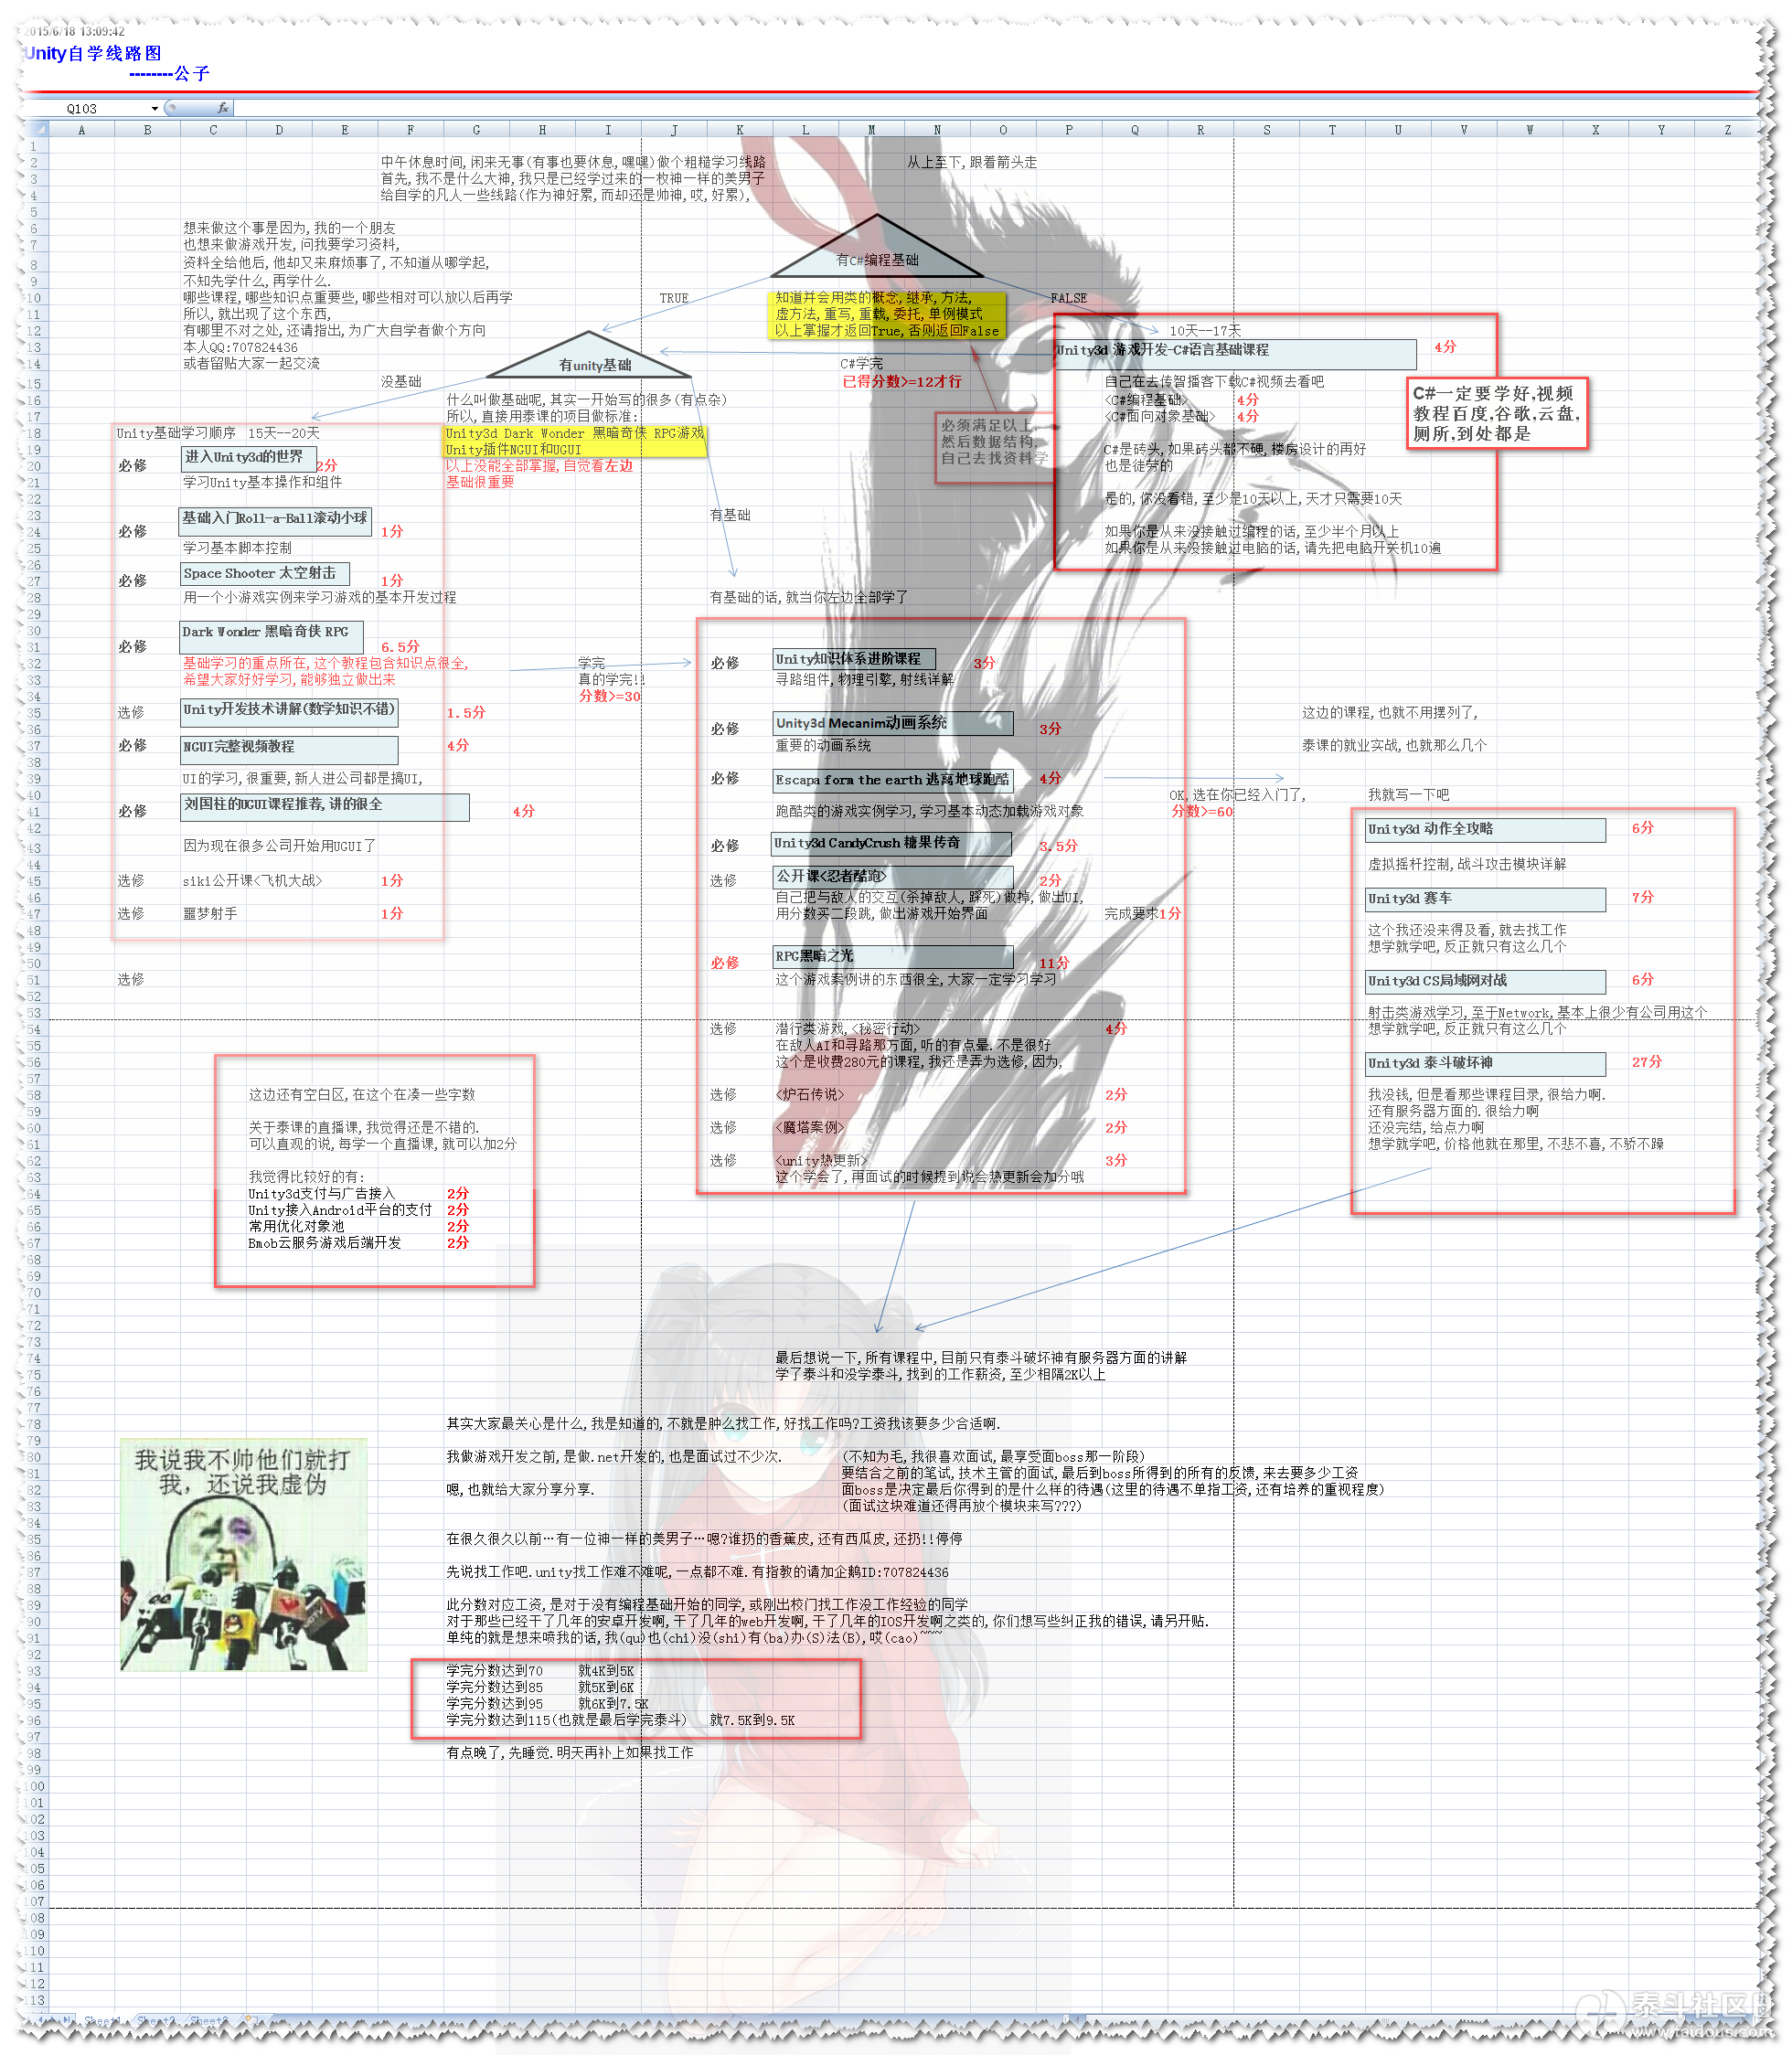 2015/6/18 13:09:42
Unity自学线路图
--------公子
Q103
fx
A B C D E F G H I J K L M N O P Q R S T U V W X Y Z
中午休息时间,闲来无事(有事也要休息,嘿嘿)做个粗糙学习线路
首先,我不是什么大神,我只是已经学过来的一枚神一样的美男子
给自学的凡人一些线路(作为神好累,而却还是帅神,哎,好累),
从上至下,跟着箭头走
想来做这个事是因为,我的一个朋友
也想来做游戏开发,问我要学习资料,
资料全给他后,他却又来麻烦事了,不知道从哪学起,
不知先学什么,再学什么.
哪些课程,哪些知识点重要些,哪些相对可以放以后再学
所以,就出现了这个东西,
有哪里不对之处,还请指出,为广大自学者做个方向
本人QQ:707824436
或者留贴大家一起交流
有C#编程基础
TRUE
知道并会用类的概念,继承,方法,
虚方法,重写,重载,委托,单例模式
以上掌握才返回True,否则返回False
FALSE
10天--17天
Unity3d 游戏开发-C#语言基础课程
4分
自己在去传智播客下载C#视频去看吧
<C#编程基础> 4分
<C#面向对象基础> 4分
C#是砖头,如果砖头都不硬,楼房设计的再好
也是徒劳的
是的,你没看错,至少是10天以上,天才只需要10天
如果你是从来没接触过编程的话,至少半个月以上
如果你是从来没接触过电脑的话,请先把电脑开关机10遍
C#一定要学好,视频
教程百度,谷歌,云盘,
厕所,到处都是
C#学完
已得分数>=12才行
必须满足以上,
然后数据结构,
自己去找资料学
有unity基础
没基础
什么叫做基础呢,其实一开始写的很多(有点杂)
所以,直接用泰课的项目做标准:
Unity3d Dark Wonder 黑暗奇侠 RPG游戏
Unity插件NGUI和UGUI
以上没能全部掌握,自觉看左边
基础很重要
有基础
有基础的话,就当你左边全部学了
Unity基础学习顺序 15天--20天
必修 进入Unity3d的世界 2分
学习Unity基本操作和组件
必修 基础入门Roll-a-Ball滚动小球 1分
学习基本脚本控制
必修 Space Shooter 太空射击 1分
用一个小游戏实例来学习游戏的基本开发过程
必修 Dark Wonder 黑暗奇侠 RPG 6.5分
基础学习的重点所在,这个教程包含知识点很全,
希望大家好好学习,能够独立做出来
选修 Unity开发技术讲解(数学知识不错) 1.5分
必修 NGUI完整视频教程 4分
UI的学习,很重要,新人进公司都是搞UI,
必修 刘国柱的UGUI课程推荐,讲的很全 4分
因为现在很多公司开始用UGUI了
选修 siki公开课<飞机大战> 1分
选修 噩梦射手 1分
选修
学完
真的学完!!
分数>=30
必修 Unity知识体系进阶课程 3分
寻路组件,物理引擎,射线详解
必修 Unity3d Mecanim动画系统 3分
重要的动画系统
必修 Escapa form the earth 逃离地球跑酷 4分
跑酷类的游戏实例学习,学习基本动态加载游戏对象
必修 Unity3d CandyCrush 糖果传奇 3.5分
选修 公开课<忍者酷跑> 2分
自己把与敌人的交互(杀掉敌人,踩死)做掉,做出UI,
用分数买二段跳,做出游戏开始界面 完成要求1分
必修 RPG黑暗之光 11分
这个游戏案例讲的东西很全,大家一定学习学习
选修 潜行类游戏,<秘密行动> 4分
在敌人AI和寻路那方面,听的有点晕.不是很好
这个是收费280元的课程,我还是弄为选修,因为,
选修 <炉石传说> 2分
选修 <魔塔案例> 2分
选修 <unity热更新> 3分
这个学会了,再面试的时候提到说会热更新会加分哦
OK,选在你已经入门了,
分数>=60
这边的课程,也就不用摆列了,
泰课的就业实战,也就那么几个
我就写一下吧
Unity3d 动作全攻略 6分
虚拟摇杆控制,战斗攻击模块详解
Unity3d 赛车 7分
这个我还没来得及看,就去找工作
想学就学吧,反正就只有这么几个
Unity3d CS局域网对战 6分
射击类游戏学习,至于Network,基本上很少有公司用这个
想学就学吧,反正就只有这么几个
Unity3d 泰斗破坏神 27分
我没钱,但是看那些课程目录,很给力啊.
还有服务器方面的.很给力啊
还没完结,给点力啊
想学就学吧,价格他就在那里,不悲不喜,不骄不躁
这边还有空白区,在这个在凑一些字数
关于泰课的直播课,我觉得还是不错的.
可以直观的说,每学一个直播课,就可以加2分
我觉得比较好的有:
Unity3d支付与广告接入 2分
Unity接入Android平台的支付 2分
常用优化对象池 2分
Bmob云服务游戏后端开发 2分
最后想说一下,所有课程中,目前只有泰斗破坏神有服务器方面的讲解
学了泰斗和没学泰斗,找到的工作薪资,至少相隔2K以上
其实大家最关心是什么,我是知道的,不就是肿么找工作,好找工作吗?工资我该要多少合适啊.
我做游戏开发之前,是做.net开发的,也是面试过不少次.
嗯,也就给大家分享分享.
(不知为毛,我很喜欢面试,最享受面boss那一阶段)
要结合之前的笔试,技术主管的面试,最后到boss所得到的所有的反馈,来去要多少工资
面boss是决定最后你得到的是什么样的待遇(这里的待遇不单指工资,还有培养的重视程度)
(面试这块难道还得再放个模块来写???)
在很久很久以前…有一位神一样的美男子…嗯?谁扔的香蕉皮,还有西瓜皮,还扔!!停停
先说找工作吧.unity找工作难不难呢,一点都不难.有指教的请加企鹅ID:707824436
此分数对应工资,是对于没有编程基础开始的同学,或刚出校门找工作没工作经验的同学
对于那些已经干了几年的安卓开发啊,干了几年的web开发啊,干了几年的IOS开发啊之类的,你们想写些纠正我的错误,请另开贴.
单纯的就是想来喷我的话,我(qu)也(chi)没(shi)有(ba)办(S)法(B),哎(cao)~~~
学完分数达到70 就4K到5K
学完分数达到85 就5K到6K
学完分数达到95 就6K到7.5K
学完分数达到115(也就是最后学完泰斗) 就7.5K到9.5K
有点晚了,先睡觉.明天再补上如果找工作
我说我不帅他们就打
我，还说我虚伪
Sheet1 Sheet2 Sheet3
泰斗社区
www.taidous.com